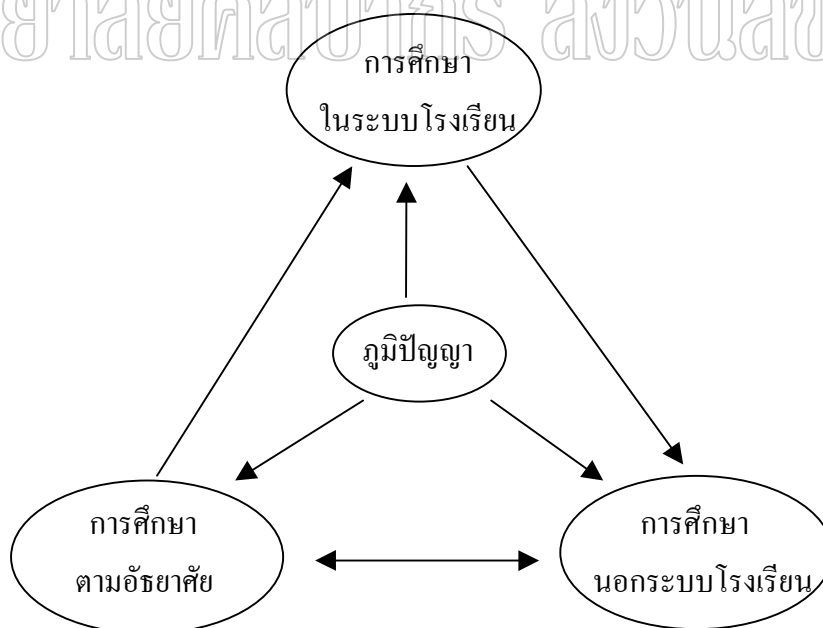 การศึกษา
ในระบบโรงเรียน
ภูมิปัญญา
การศึกษา
ตามอัธยาศัย
การศึกษา
นอกระบบโรงเรียน